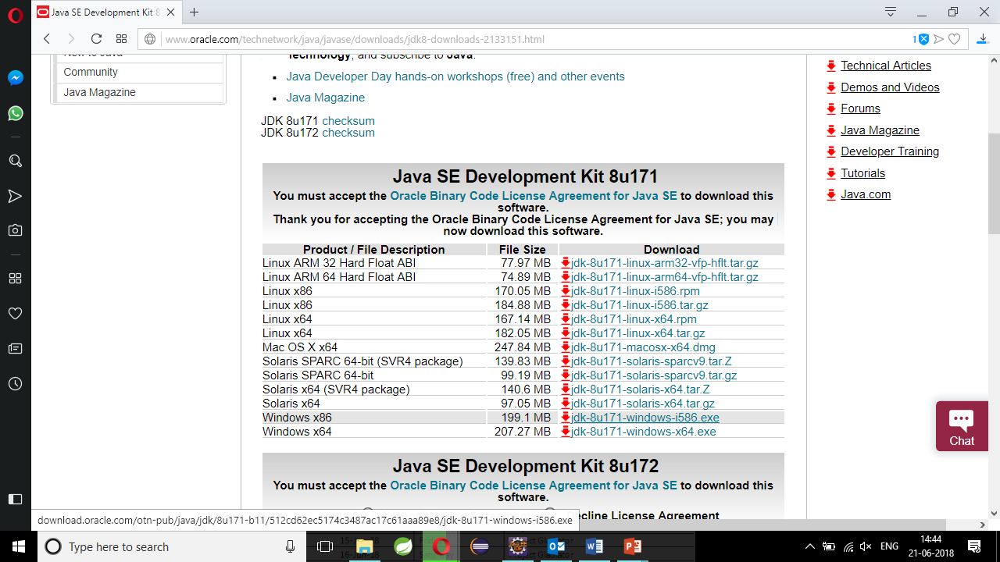 Java SE Development Kit 8
www.oracle.com/technetwork/java/javase/downloads/jdk8-downloads-2133151.html
1
New to Java
Community
Java Magazine
Technology, and subscribe to Java.
Java Developer Day hands-on workshops (free) and other events
Java Magazine
JDK 8u171 checksum
JDK 8u172 checksum
Java SE Development Kit 8u171
You must accept the Oracle Binary Code License Agreement for Java SE to download this
software.
Thank you for accepting the Oracle Binary Code License Agreement for Java SE; you may
now download this software.
Product / File Description File Size Download
Linux ARM 32 Hard Float ABI 77.97 MB jdk-8u171-linux-arm32-vfp-hflt.tar.gz
Linux ARM 64 Hard Float ABI 74.89 MB jdk-8u171-linux-arm64-vfp-hflt.tar.gz
Linux x86 170.05 MB jdk-8u171-linux-i586.rpm
Linux x86 184.88 MB jdk-8u171-linux-i586.tar.gz
Linux x64 167.14 MB jdk-8u171-linux-x64.rpm
Linux x64 182.05 MB jdk-8u171-linux-x64.tar.gz
Mac OS X x64 247.84 MB jdk-8u171-macosx-x64.dmg
Solaris SPARC 64-bit (SVR4 package) 139.83 MB jdk-8u171-solaris-sparcv9.tar.Z
Solaris SPARC 64-bit 99.19 MB jdk-8u171-solaris-sparcv9.tar.gz
Solaris x64 (SVR4 package) 140.6 MB jdk-8u171-solaris-x64.tar.Z
Solaris x64 97.05 MB jdk-8u171-solaris-x64.tar.gz
Windows x86 199.1 MB jdk-8u171-windows-i586.exe
Windows x64 207.27 MB jdk-8u171-windows-x64.exe
Java SE Development Kit 8u172
You must accept the Oracle Binary Code License Agreement for Java SE to download this
software.
ecline License Agreement
Technical Articles
Demos and Videos
Forums
Java Magazine
Developer Training
Tutorials
Java.com
Chat
download.oracle.com/otn-pub/java/jdk/8u171-b11/512cd62ec5174c3487ac17c61aaa89e8/jdk-8u171-windows-i586.exe
Type here to search
ENG
14:44
21-06-2018